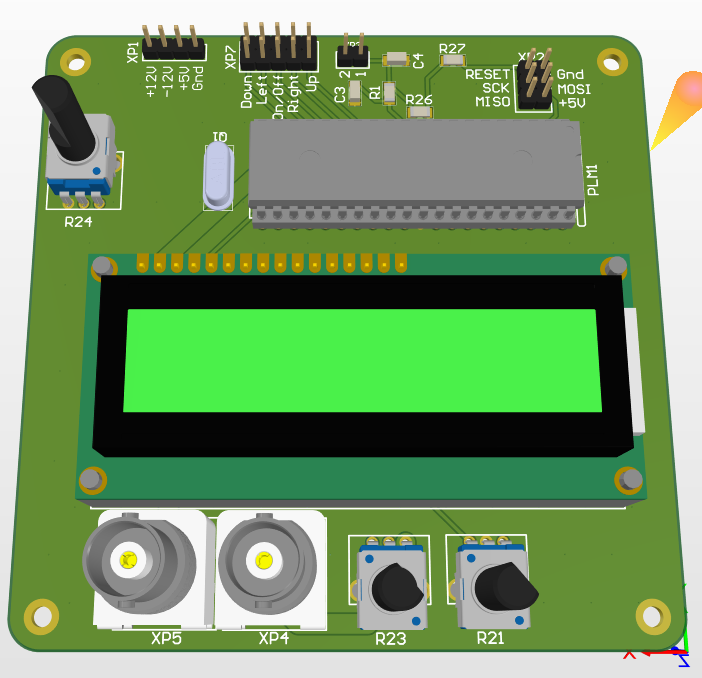 XP1
+12V
-12V
+5V
Gnd
XP7
Down
Left
On/Off
Right
Up
2
1
C4
R27
C3
R1
R26
XP2
RESET
SCK
MISO
Gnd
MOSI
+5V
R24
PLM1
XP5
XP4
R23
R21
X
Z